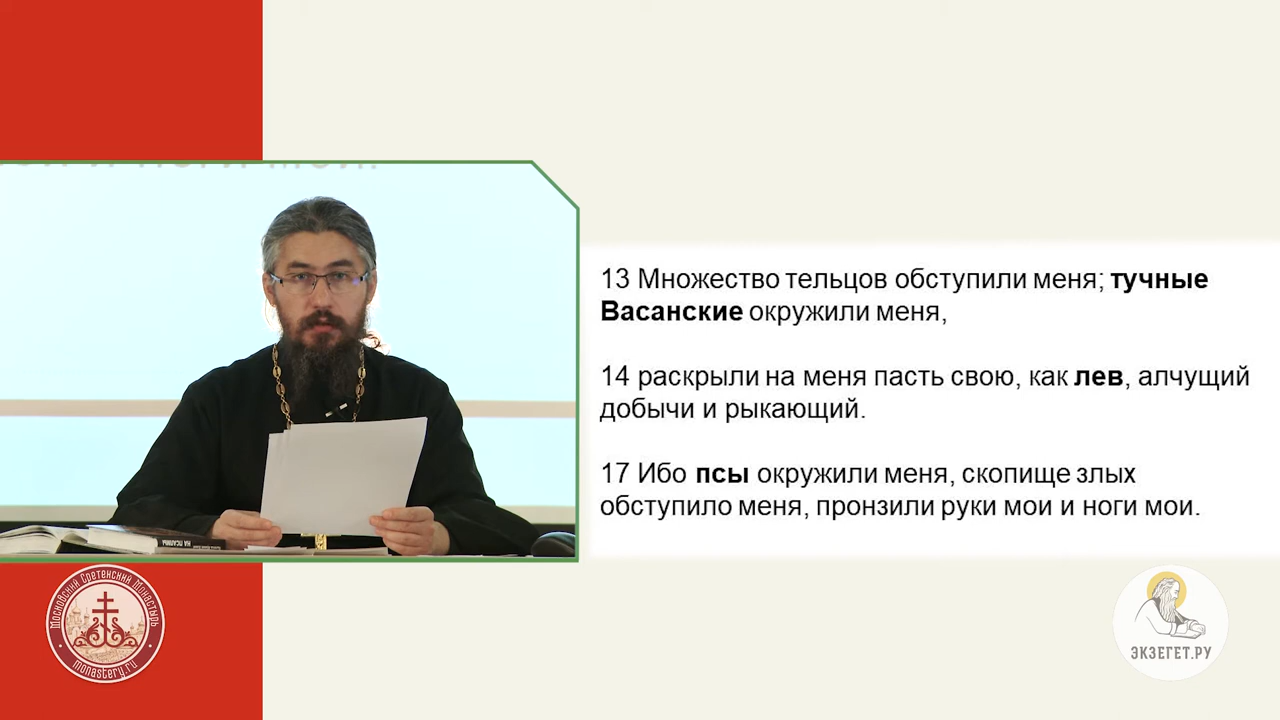 13 Множество тельцов обступили меня; тучные
Васанские окружили меня,
14 раскрыли на меня пасть свою, как лев, алчущий
добычи и рыкающий.
17 Ибо псы окружили меня, скопище злых
обступило меня, пронзили руки мои и ноги мои.
НА ПСАЛМЫ
Московский Сретенский Монастырь
monastery.ru
ЭКЗЕГЕТ.РУ